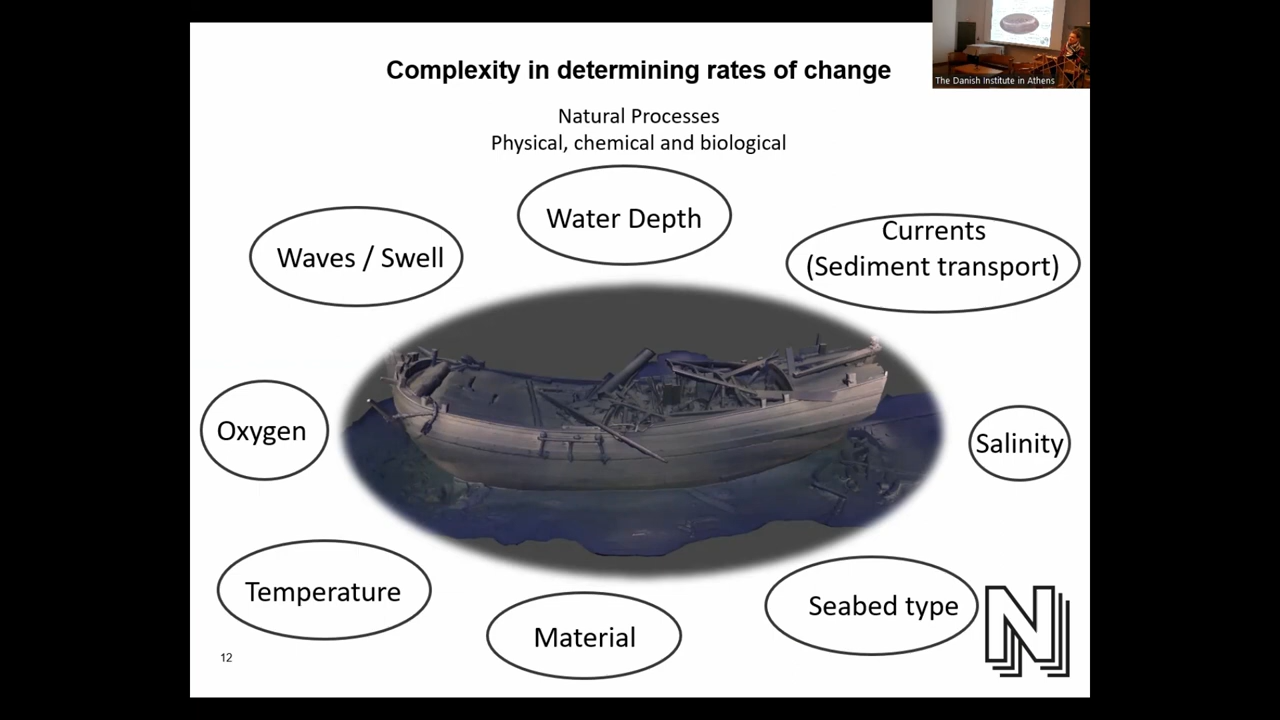 Complexity in determining rates of change
The Danish Institute in Athens
Natural Processes
Physical, chemical and biological
Water Depth
Waves / Swell
Currents
(Sediment transport)
Oxygen
Salinity
Temperature
Material
Seabed type
12
N